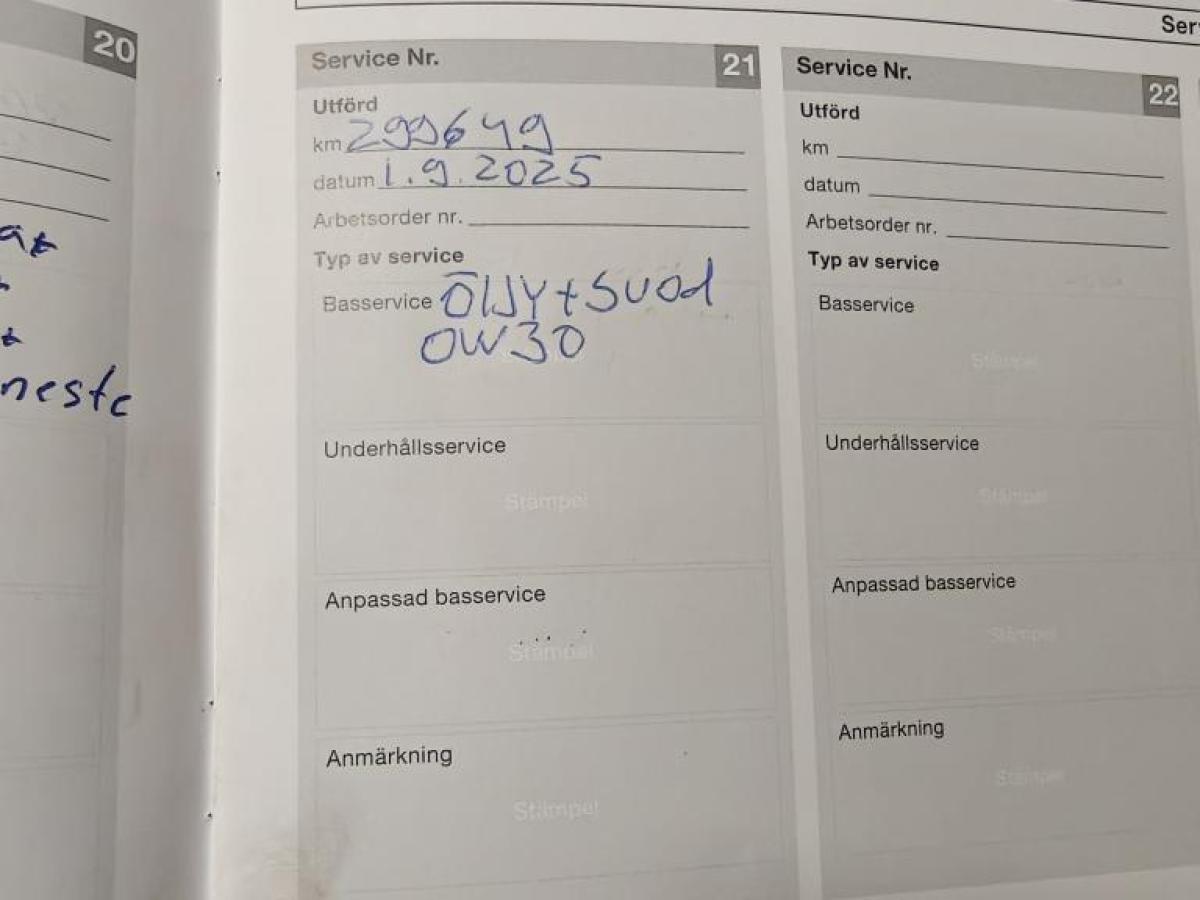 Ser
20
neste
Service Nr. 21
Utförd
km 299649
datum 1.9.2025
Arbetsorder nr.
Typ av service
Basservice ÖLJY+SUOd
0W30
Underhållsservice
Stämpel
Anpassad basservice
Stämpel
Anmärkning
Stämpel
Service Nr. 22
Utförd
km
datum
Arbetsorder nr.
Typ av service
Basservice
Stämpel
Underhållsservice
Stämpel
Anpassad basservice
Stämpel
Anmärkning
Stämpel